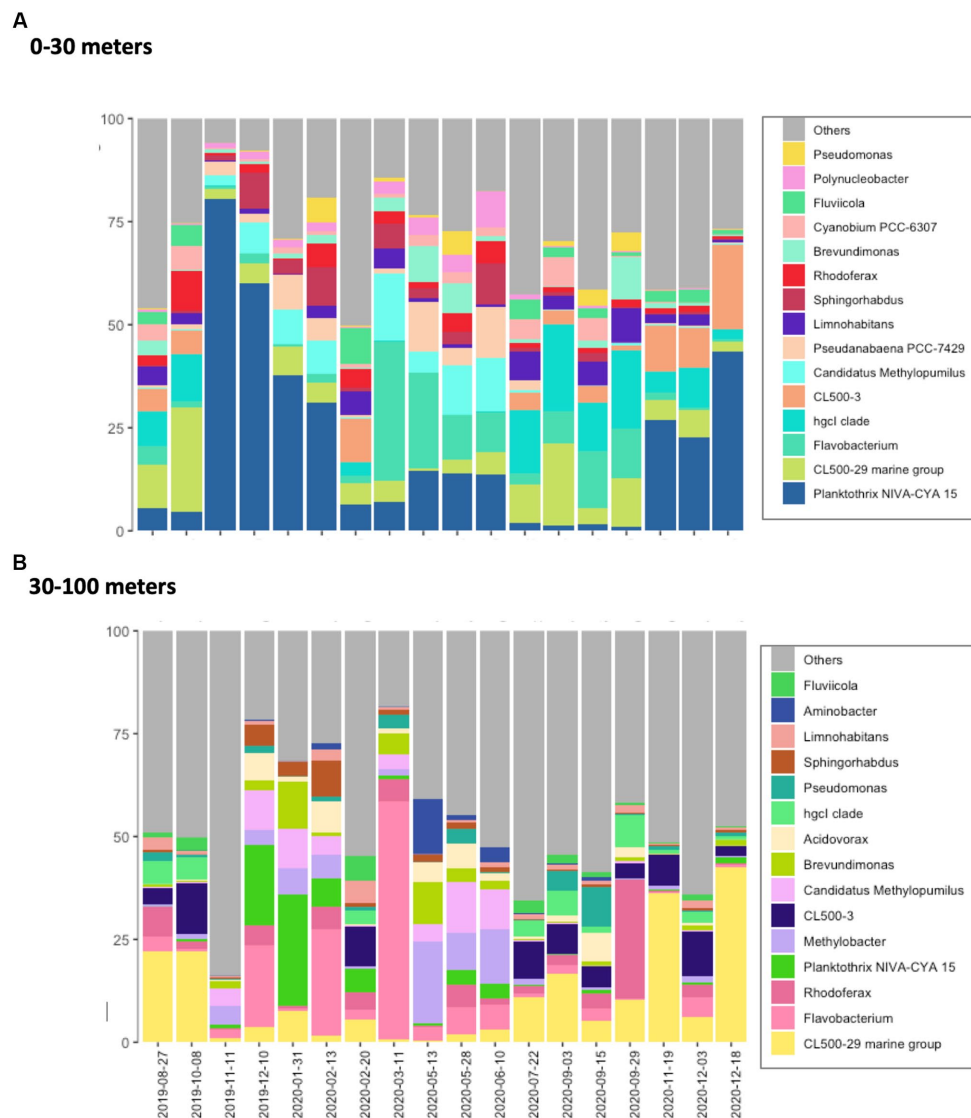 A
0-30 meters
100
75
50
25
0
Others
Pseudomonas
Polynucleobacter
Fluviicola
Cyanobium PCC-6307
Brevundimonas
Rhodoferax
Sphingorhabdus
Limnohabitans
Pseudanabaena PCC-7429
Candidatus Methylopumilus
CL500-3
hgcI clade
Flavobacterium
CL500-29 marine group
Planktothrix NIVA-CYA 15
B
30-100 meters
100
75
50
25
0
Others
Fluviicola
Aminobacter
Limnohabitans
Sphingorhabdus
Pseudomonas
hgcI clade
Acidovorax
Brevundimonas
Candidatus Methylopumilus
CL500-3
Methylobacter
Planktothrix NIVA-CYA 15
Rhodoferax
Flavobacterium
CL500-29 marine group
2019-08-27
2019-10-08
2019-11-11
2019-12-10
2020-01-31
2020-02-13
2020-02-20
2020-03-11
2020-05-13
2020-05-28
2020-06-10
2020-07-22
2020-09-03
2020-09-15
2020-09-29
2020-11-19
2020-12-03
2020-12-18